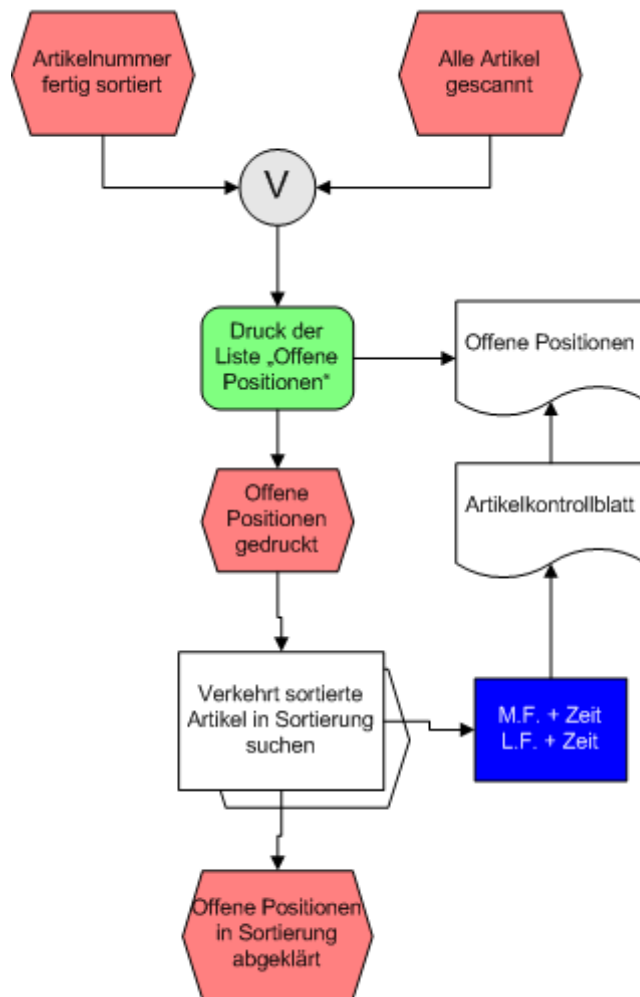 Artikelnummer
fertig sortiert
Alle Artikel
gescannt
V
Druck der
Liste „Offene
Positionen“
Offene Positionen
Offene
Positionen
gedruckt
Artikelkontrollblatt
Verkehrt sortierte
Artikel in Sortierung
suchen
M.F. + Zeit
L.F. + Zeit
Offene Positionen
in Sortierung
abgeklärt